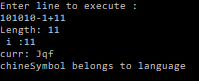 Enter line to execute :
101010-1+11
Length: 11
 i :11
curr: Jqf
chineSymbol belongs to language